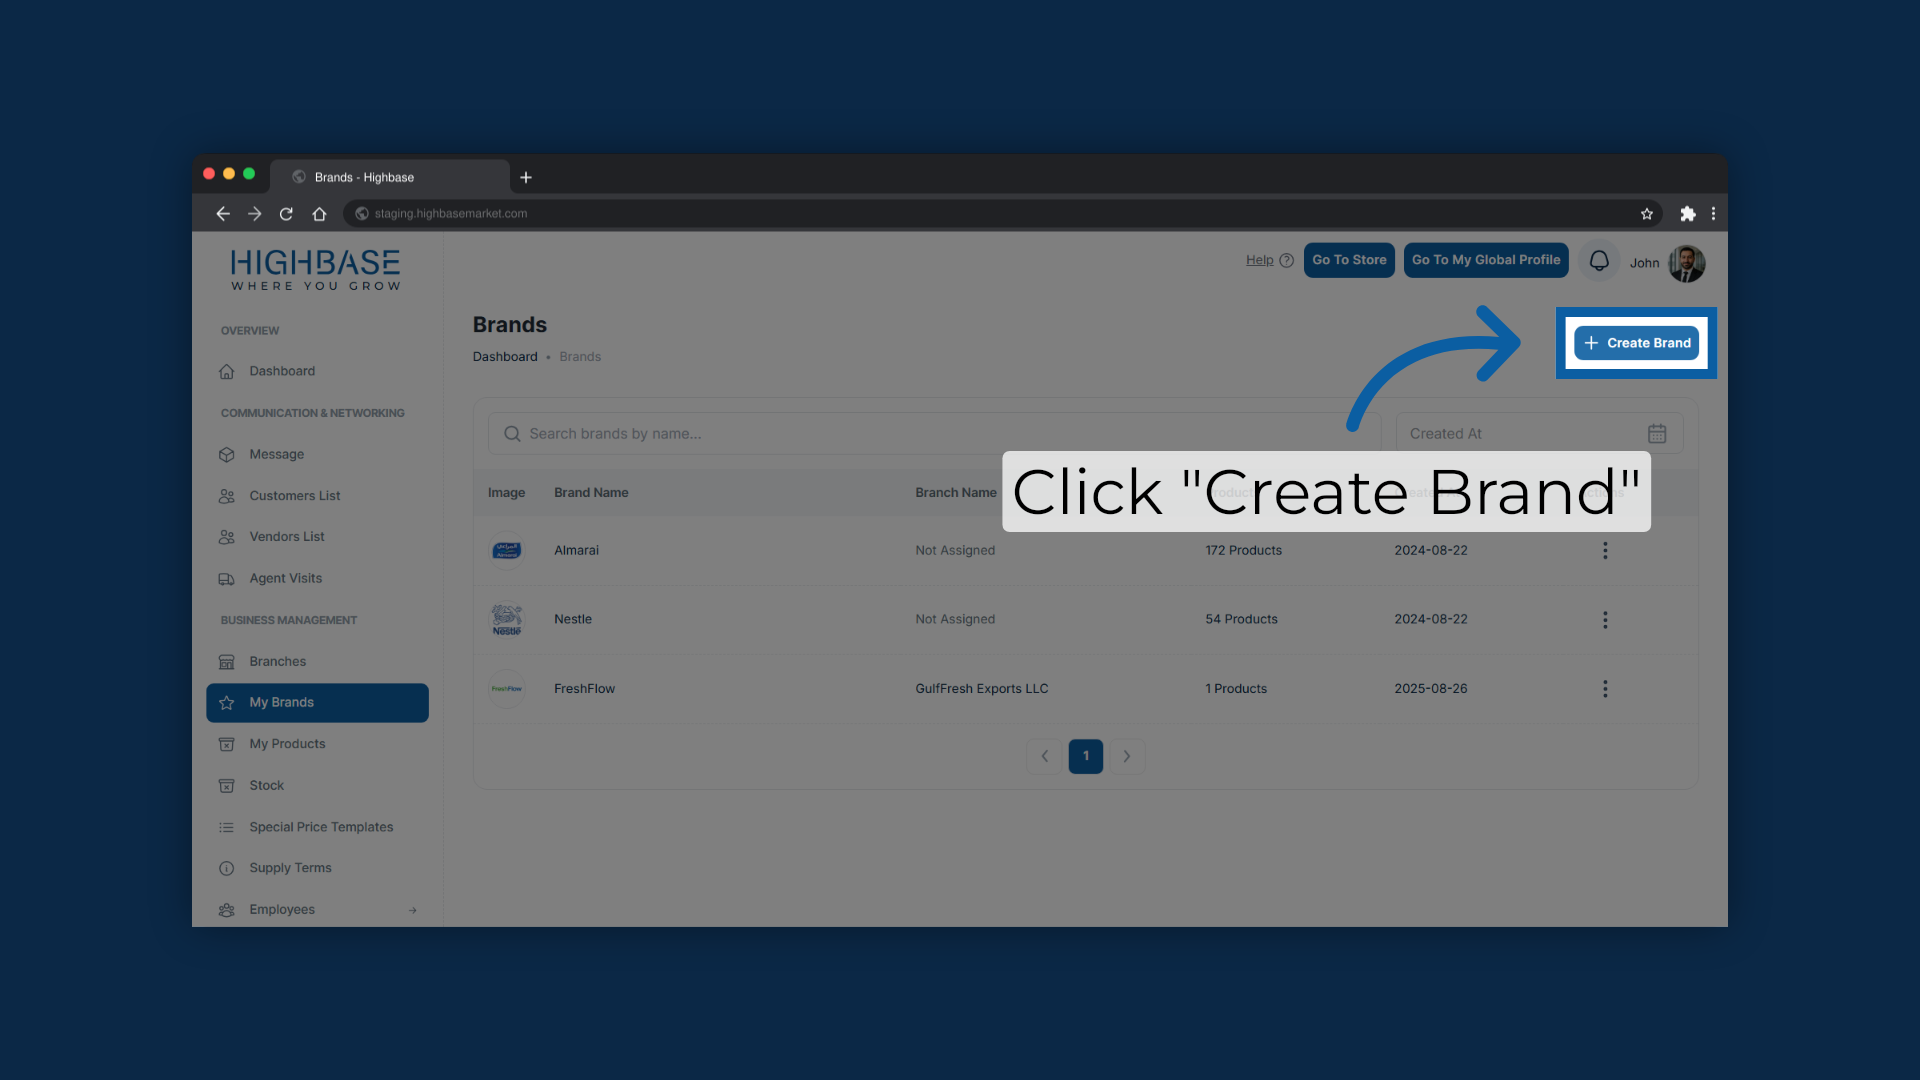 Brands - Highbase
staging.highbasemarket.com
HIGHBASE
WHERE YOU GROW
Help
Go To Store
Go To My Global Profile
John
OVERVIEW
Dashboard
COMMUNICATION & NETWORKING
Message
Customers List
Vendors List
Agent Visits
BUSINESS MANAGEMENT
Branches
My Brands
My Products
Stock
Special Price Templates
Supply Terms
Employees
Brands
Dashboard • Brands
Create Brand
Search brands by name...
Created At
Click "Create Brand"
Image Brand Name Branch Name
Almarai Not Assigned 172 Products 2024-08-22
Nestle
Nestle Not Assigned 54 Products 2024-08-22
FreshFlow
FreshFlow GulfFresh Exports LLC 1 Products 2025-08-26
1